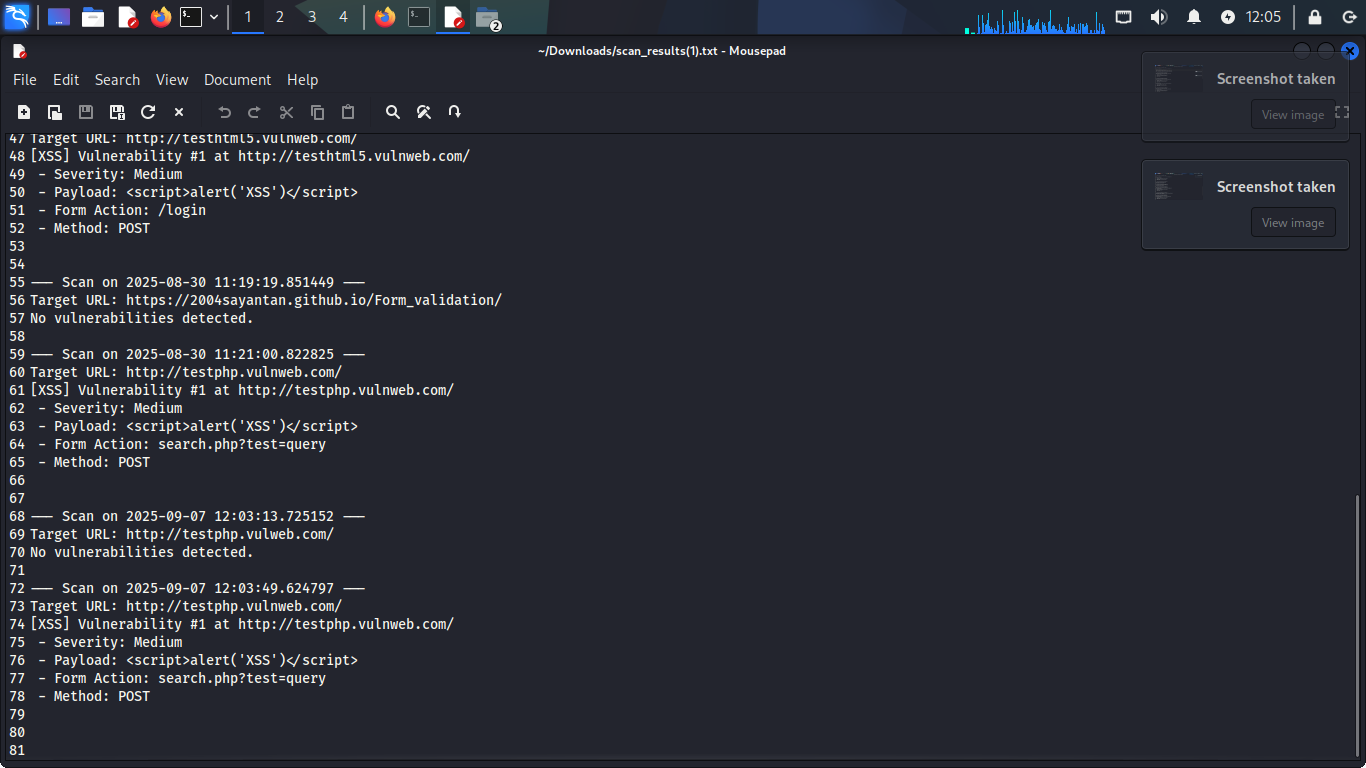 1 2 3 4
2
12:05
~/Downloads/scan_results(1).txt - Mousepad
File Edit Search View Document Help
Screenshot taken
View image
Screenshot taken
View image
47 Target URL: http://testhtml5.vulnweb.com/
48 [XSS] Vulnerability #1 at http://testhtml5.vulnweb.com/
49 - Severity: Medium
50 - Payload: <script>alert('XSS')</script>
51 - Form Action: /login
52 - Method: POST
53
54
55 --- Scan on 2025-08-30 11:19:19.851449 ---
56 Target URL: https://2004sayantan.github.io/Form_validation/
57 No vulnerabilities detected.
58
59 --- Scan on 2025-08-30 11:21:00.822825 ---
60 Target URL: http://testphp.vulnweb.com/
61 [XSS] Vulnerability #1 at http://testphp.vulnweb.com/
62 - Severity: Medium
63 - Payload: <script>alert('XSS')</script>
64 - Form Action: search.php?test=query
65 - Method: POST
66
67
68 --- Scan on 2025-09-07 12:03:13.725152 ---
69 Target URL: http://testphp.vulweb.com/
70 No vulnerabilities detected.
71
72 --- Scan on 2025-09-07 12:03:49.624797 ---
73 Target URL: http://testphp.vulnweb.com/
74 [XSS] Vulnerability #1 at http://testphp.vulnweb.com/
75 - Severity: Medium
76 - Payload: <script>alert('XSS')</script>
77 - Form Action: search.php?test=query
78 - Method: POST
79
80
81